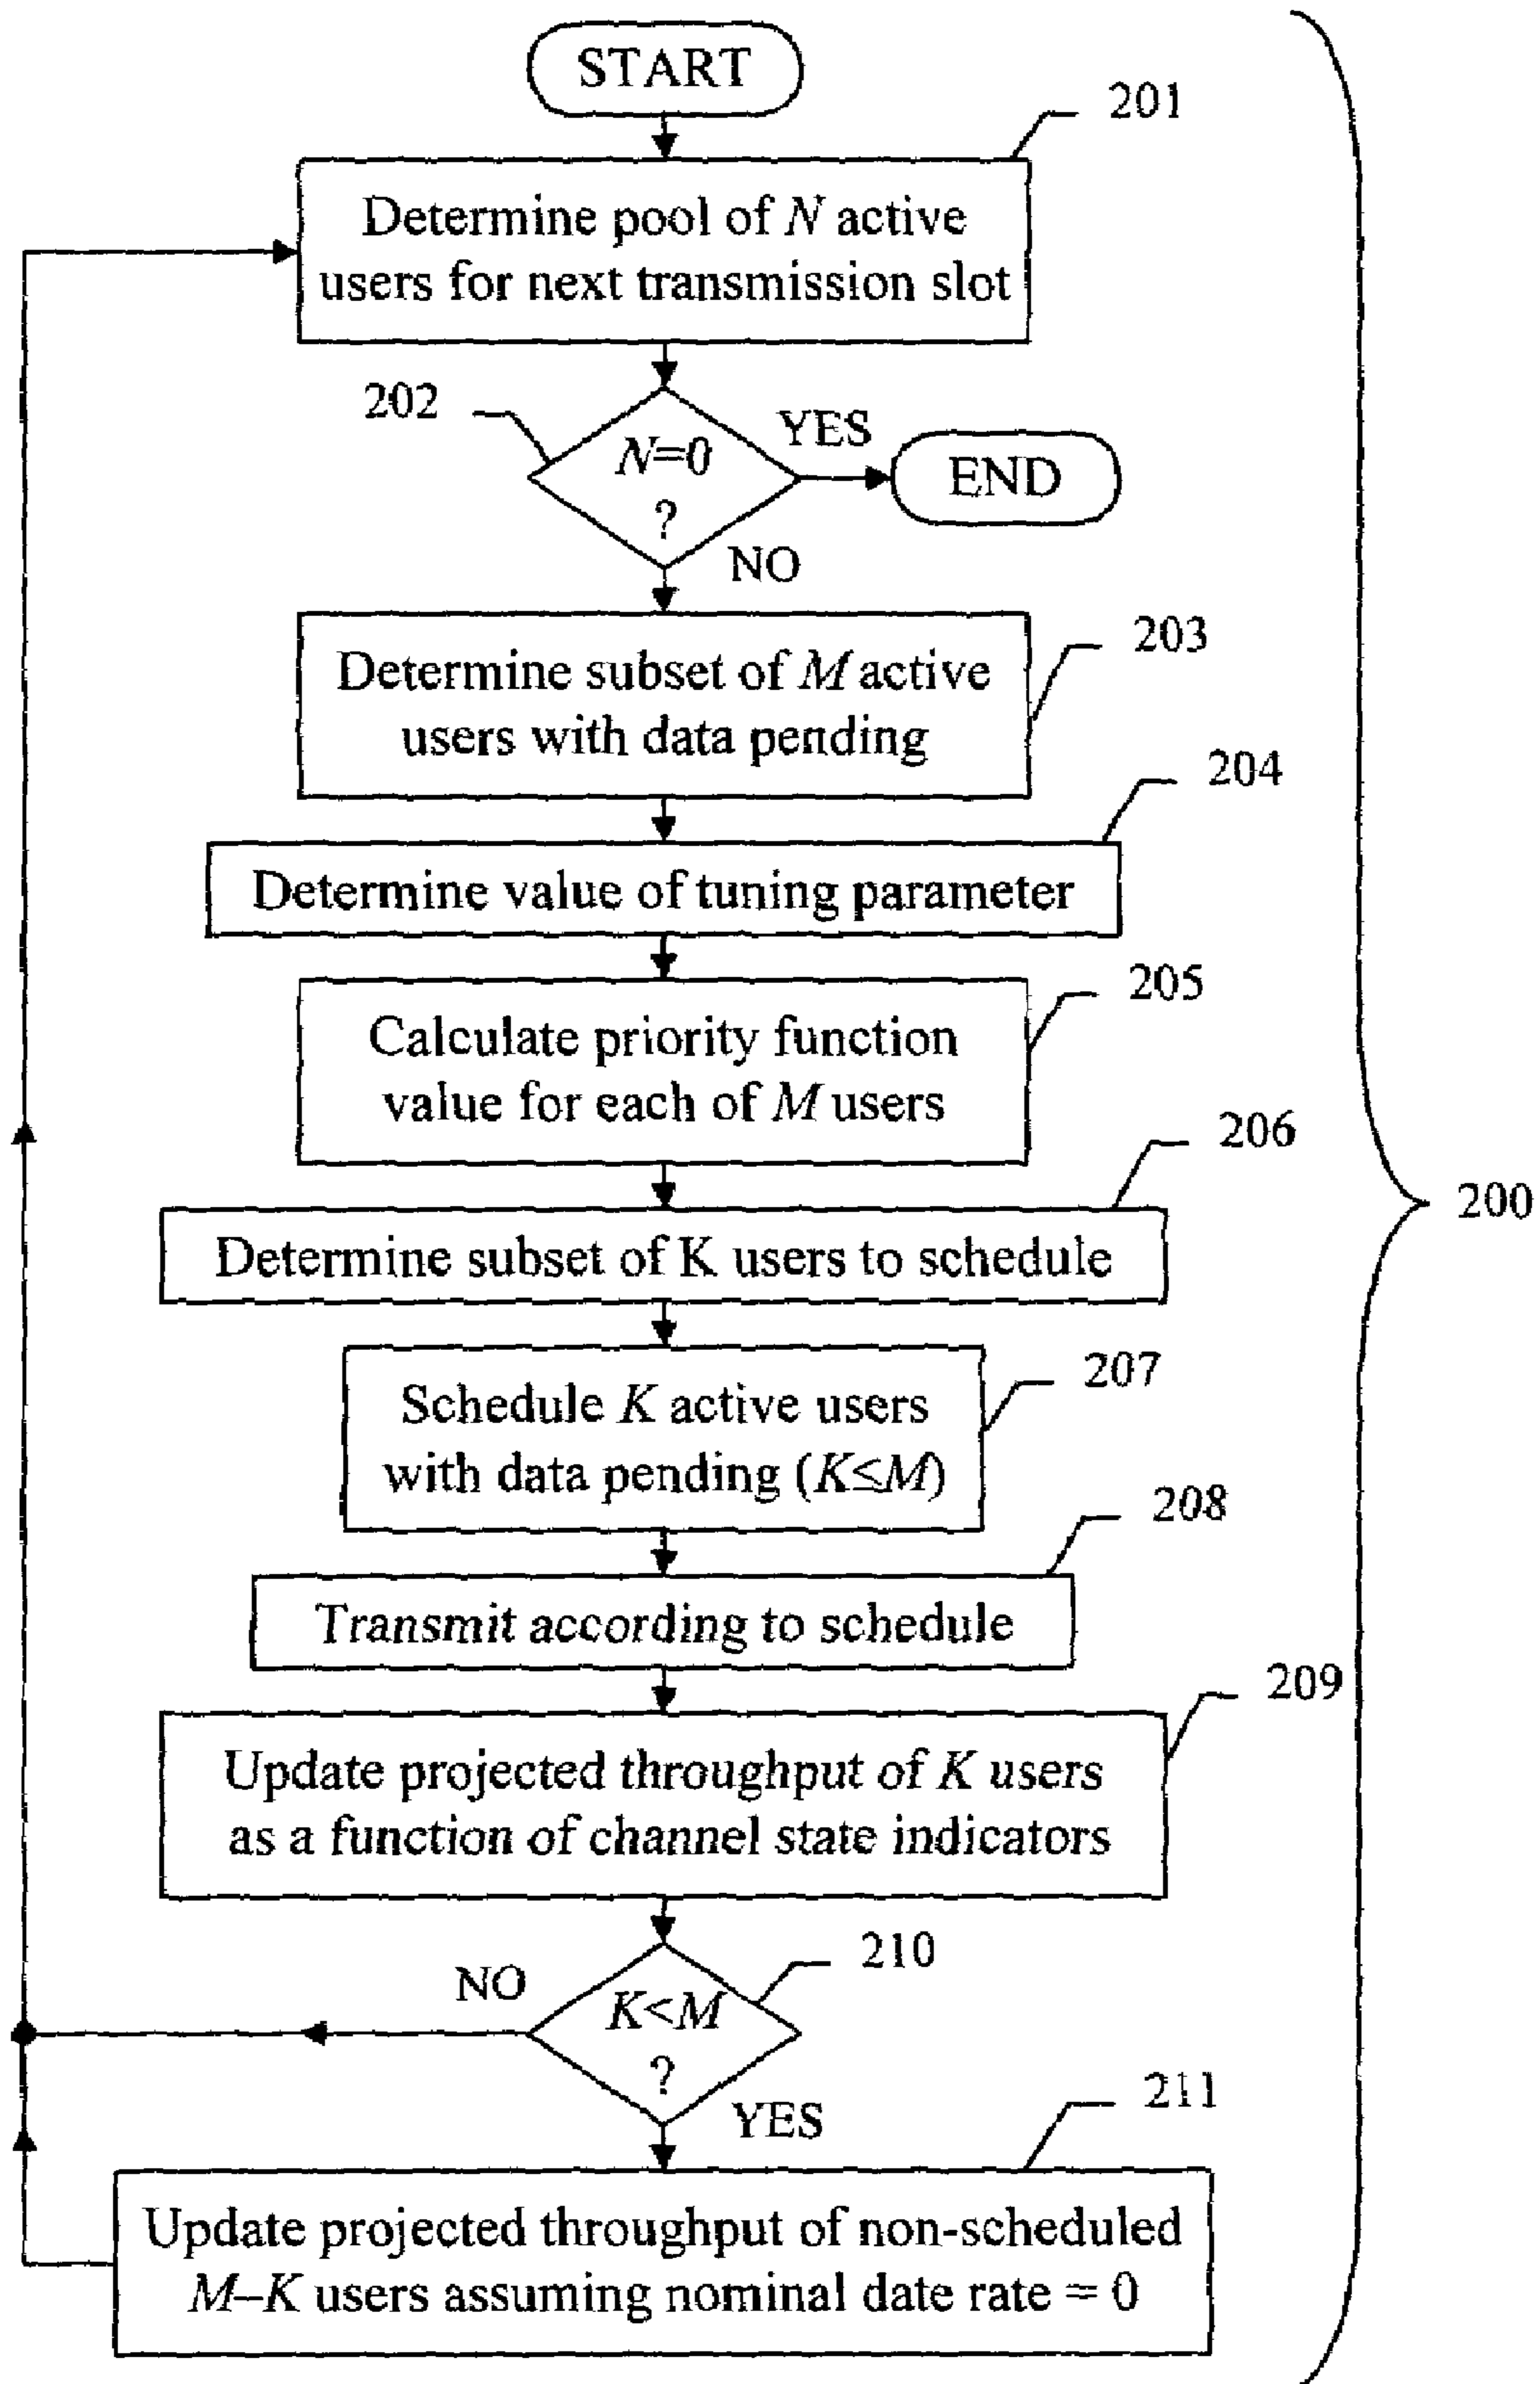 START
201
Determine pool of N active
users for next transmission slot
202
N=0
?
YES
END
NO
203
Determine subset of M active
users with data pending
204
Determine value of tuning parameter
205
Calculate priority function
value for each of M users
206
Determine subset of K users to schedule
200
207
Schedule K active users
with data pending (K≤M)
208
Transmit according to schedule
209
Update projected throughput of K users
as a function of channel state indicators
210
NO
K<M
?
YES
211
Update projected throughput of non-scheduled
M–K users assuming nominal date rate = 0